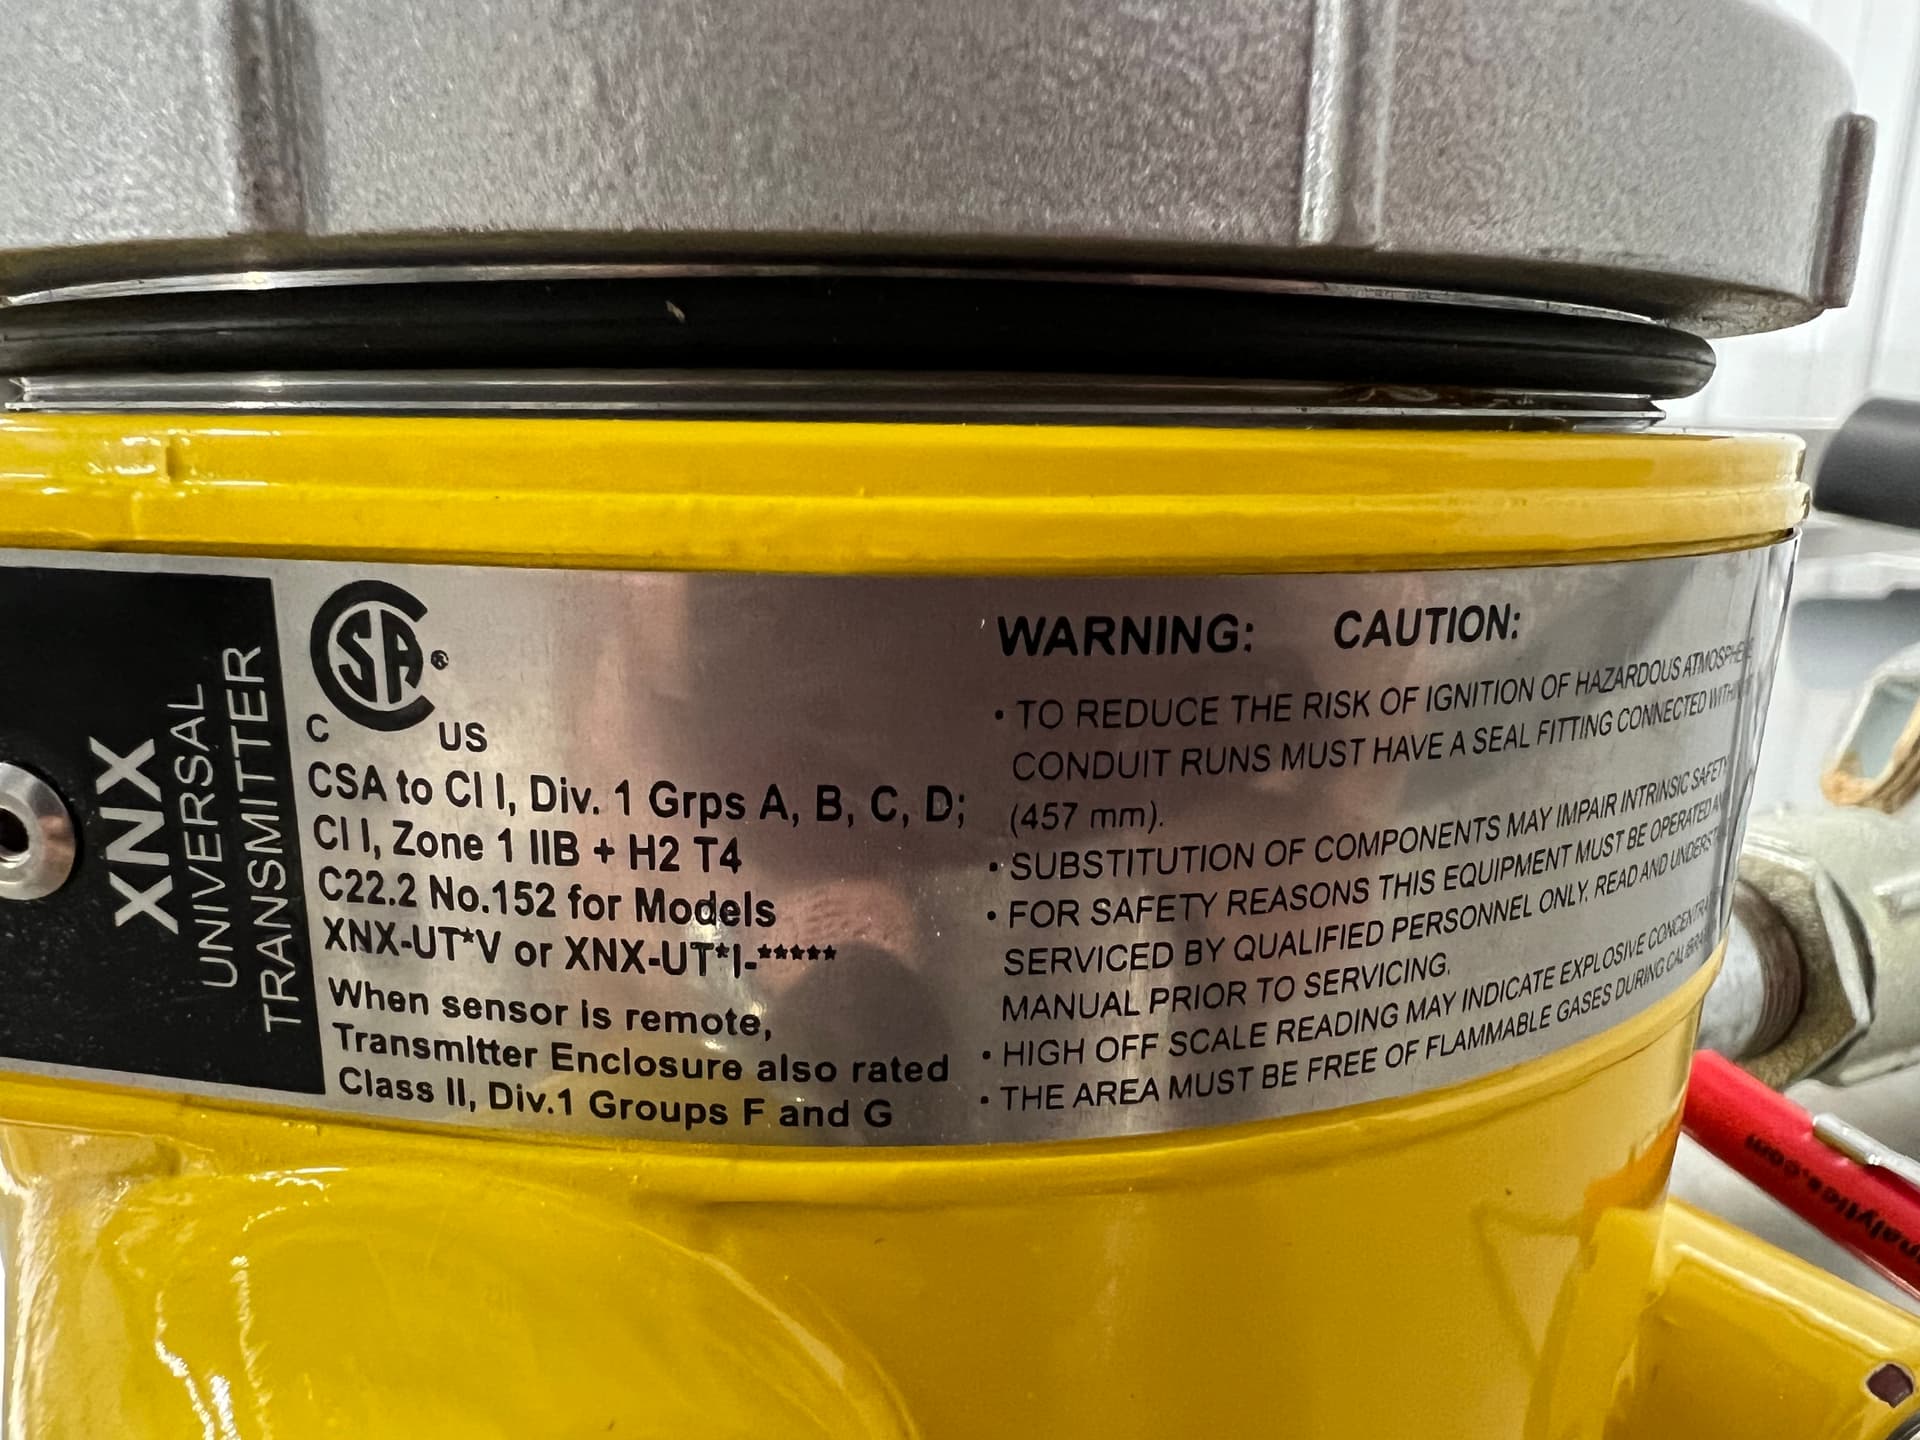 XNX
UNIVERSAL
TRANSMITTER
CSA®
C US
CSA to Cl I, Div. 1 Grps A, B, C, D;
Cl I, Zone 1 IIB + H2 T4
C22.2 No.152 for Models
XNX-UT*V or XNX-UT*I-*****
When sensor is remote,
Transmitter Enclosure also rated
Class II, Div.1 Groups F and G
WARNING: CAUTION:
• TO REDUCE THE RISK OF IGNITION OF HAZARDOUS
CONDUIT RUNS MUST HAVE A SEAL FITTING CONNECTED
(457 mm).
• SUBSTITUTION OF COMPONENTS MAY IMPAIR INTRINSIC SAFETY
• FOR SAFETY REASONS THIS EQUIPMENT MUST BE OPERATED
SERVICED BY QUALIFIED PERSONNEL ONLY. READ AND
MANUAL PRIOR TO SERVICING.
• HIGH OFF SCALE READING MAY INDICATE EXPLOSIVE
• THE AREA MUST BE FREE OF FLAMMABLE GASES DURING